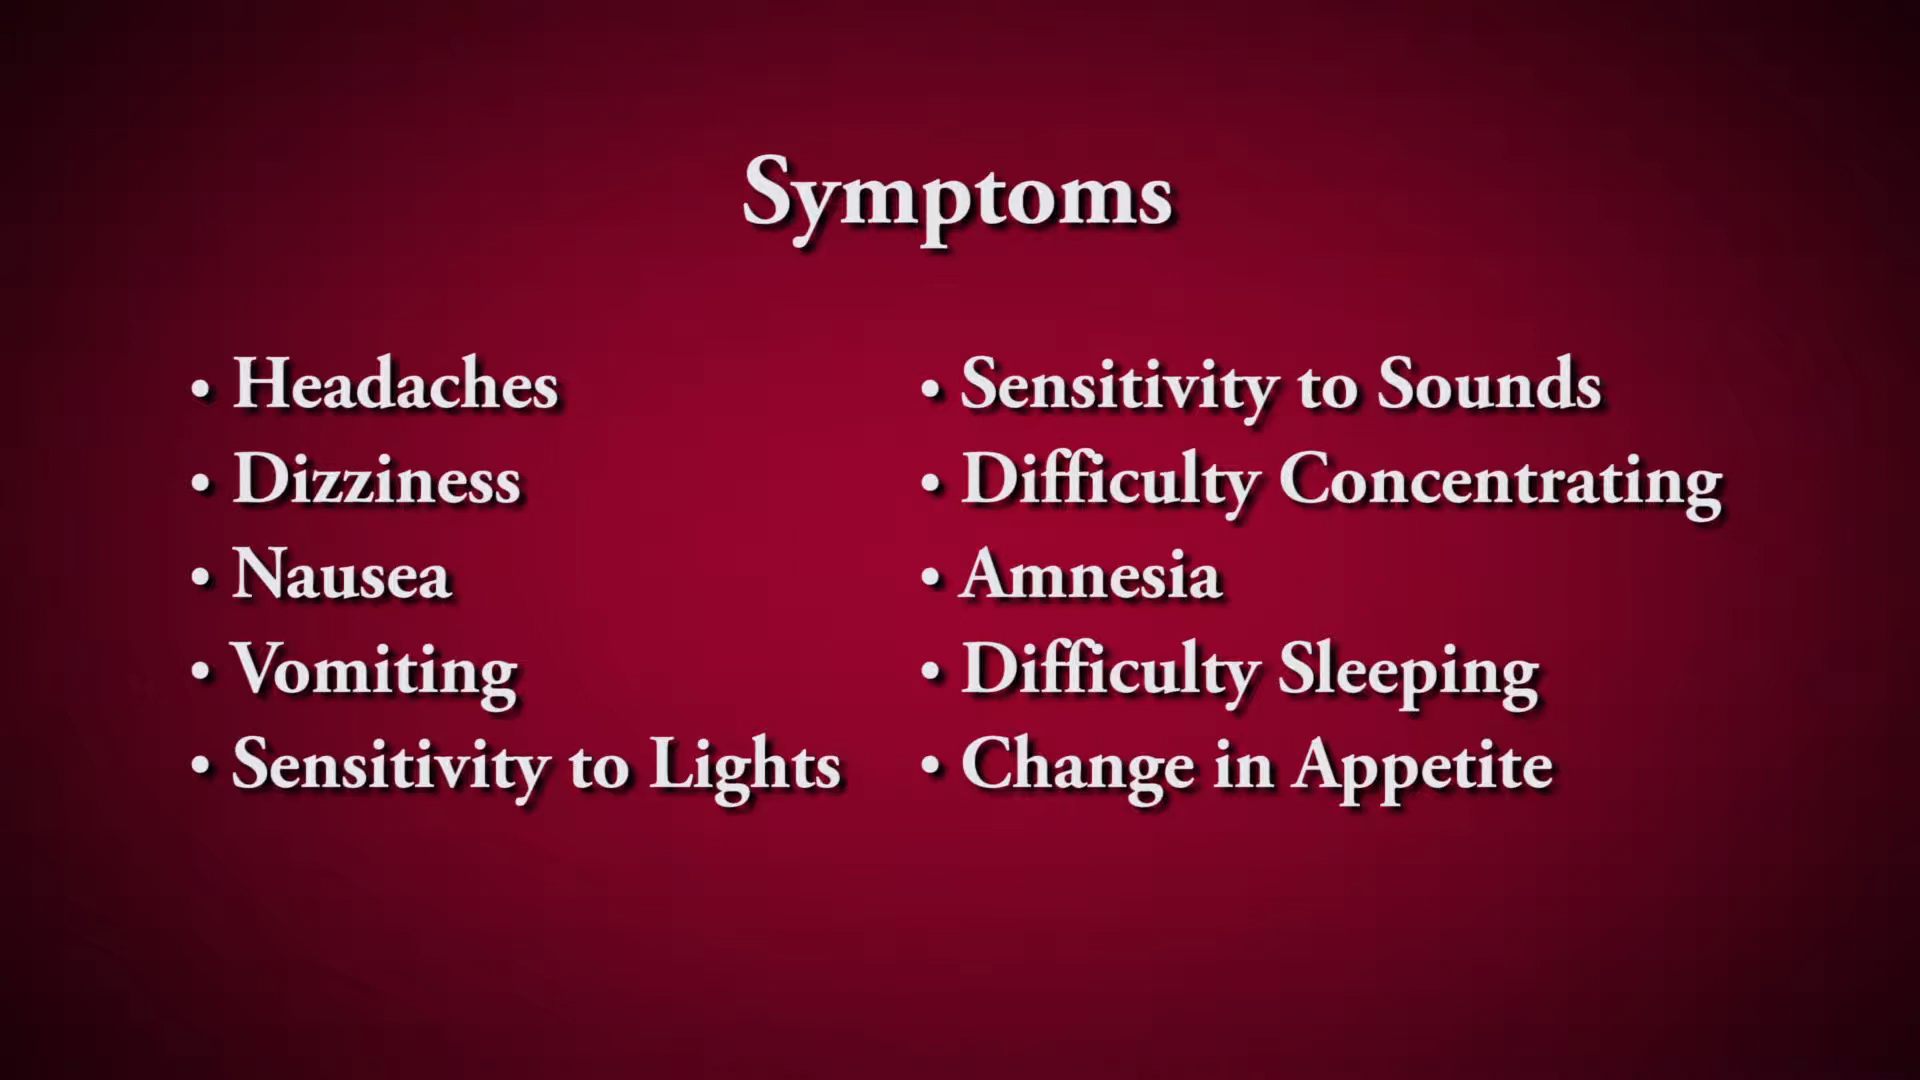 Symptoms
• Headaches
• Dizziness
• Nausea
• Vomiting
• Sensitivity to Lights
• Sensitivity to Sounds
• Difficulty Concentrating
• Amnesia
• Difficulty Sleeping
• Change in Appetite